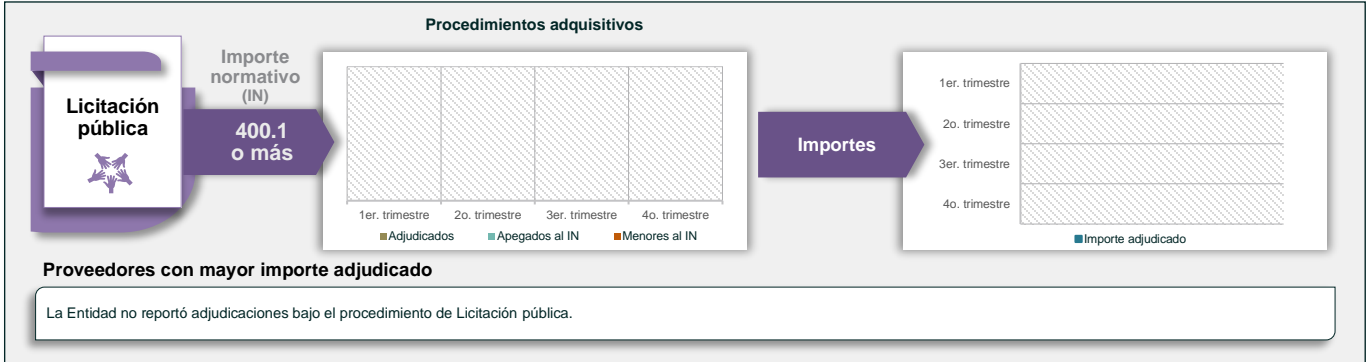 Procedimientos adquisitivos
Licitación
pública
Importe
normativo
(IN)
400.1
o más
1er. trimestre 2o. trimestre 3er. trimestre 4o. trimestre
Adjudicados Apegados al IN Menores al IN
Importes
1er. trimestre
2o. trimestre
3er. trimestre
4o. trimestre
Importe adjudicado
Proveedores con mayor importe adjudicado
La Entidad no reportó adjudicaciones bajo el procedimiento de Licitación pública.